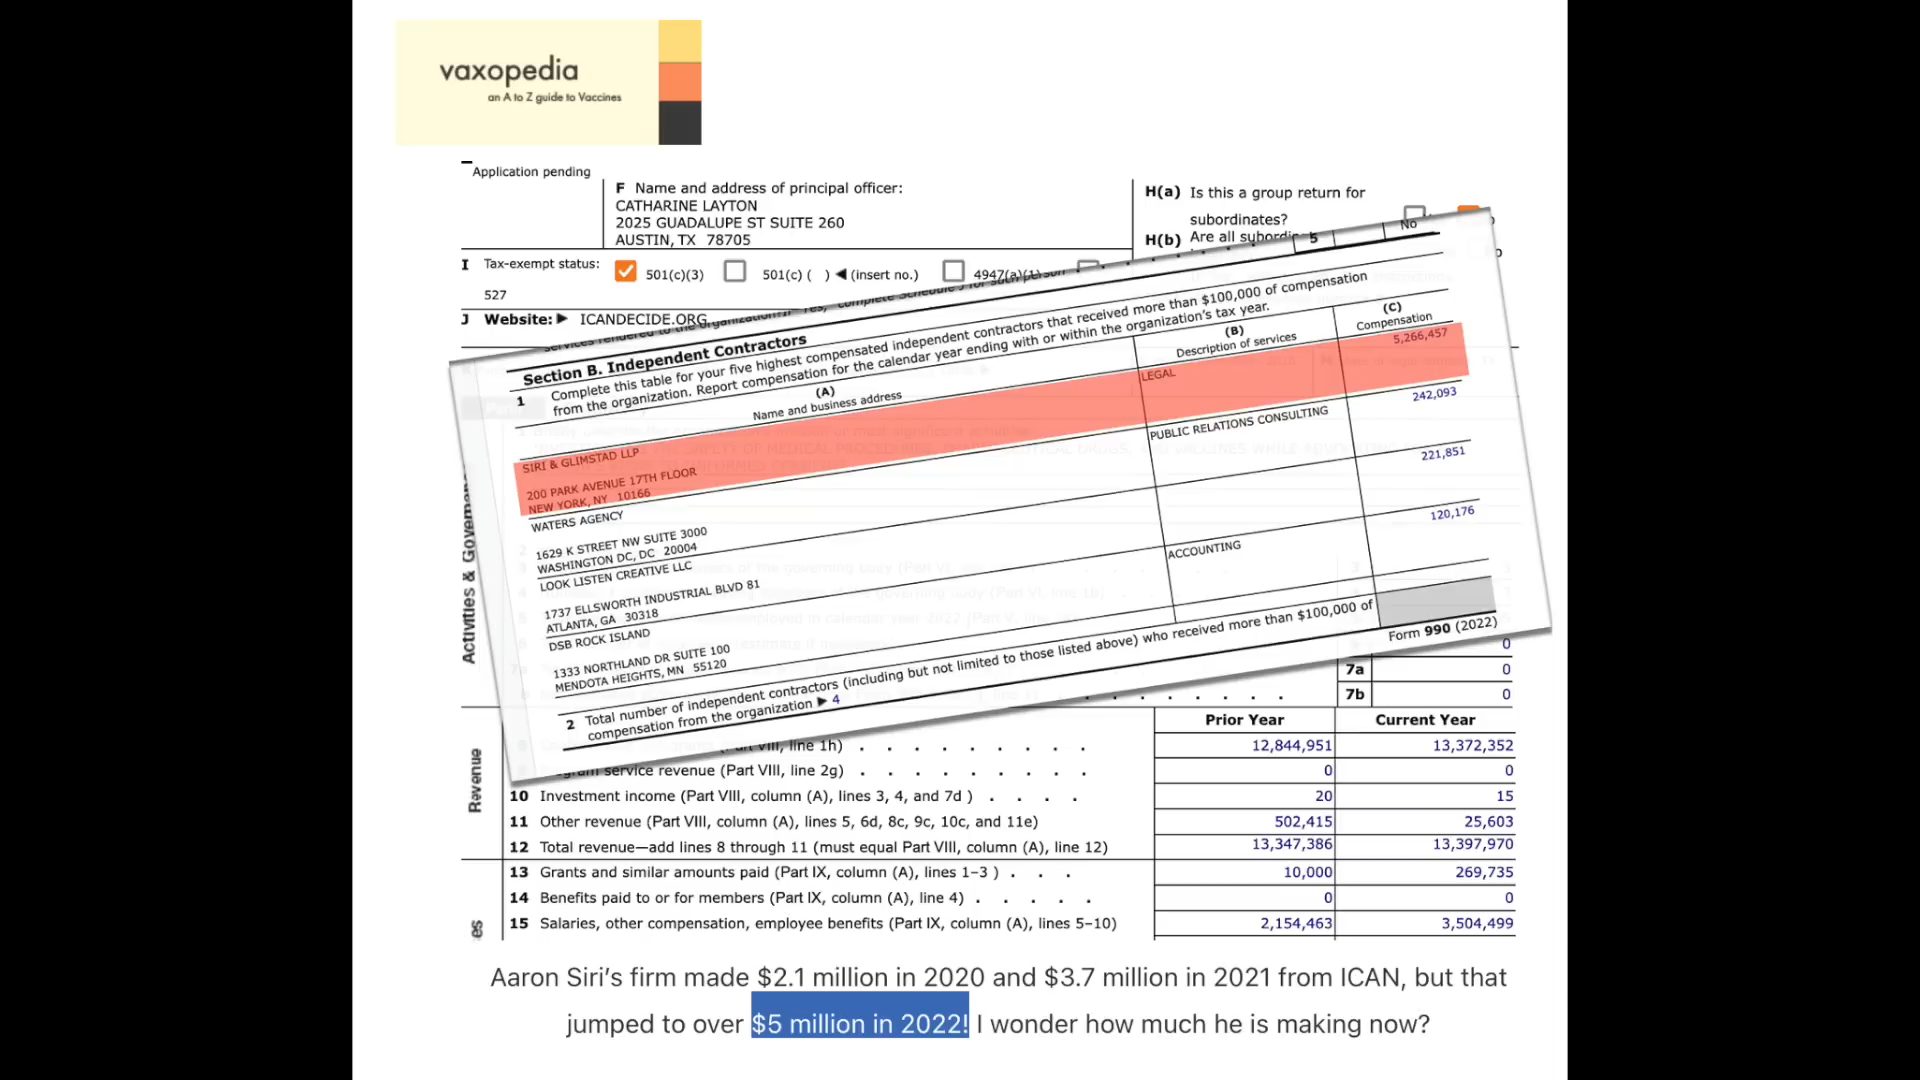 vaxopedia
an A to Z guide to Vaccines
Application pending
F Name and address of principal officer:
CATHARINE LAYTON
2025 GUADALUPE ST SUITE 260
AUSTIN, TX 78705
H(a) Is this a group return for
subordinates?
No
H(b) Are all
5
I Tax-exempt status:
501(c)(3)
501(c) ( ) ◀ (insert no.)
4947(a)(1)
527
J Website: ▶ ICANDECIDE.ORG
Section B. Independent Contractors
1 Complete this table for your five highest compensated independent contractors that received more than $100,000 of compensation
from the organization. Report compensation for the calendar year ending with or within the organization's tax year.
(A)
Name and business address
(B)
Description of services
(C)
Compensation
SIRI & GLIMSTAD LLP
LEGAL
5,266,457
200 PARK AVENUE 17TH FLOOR
NEW YORK, NY 10166
WATERS AGENCY
PUBLIC RELATIONS CONSULTING
242,093
1629 K STREET NW SUITE 3000
WASHINGTON DC, DC 20004
LOOK LISTEN CREATIVE LLC
221,851
1737 ELLSWORTH INDUSTRIAL BLVD 81
ATLANTA, GA 30318
DSB ROCK ISLAND
ACCOUNTING
120,176
1333 NORTHLAND DR SUITE 100
MENDOTA HEIGHTS, MN 55120
2 Total number of independent contractors (including but not limited to those listed above) who received more than $100,000 of
compensation from the organization ▶ 4
Form 990 (2022)
Activities &
0
7a 0
7b 0
Prior Year Current Year
Revenue
line 1h) . . . . . . . . . 12,844,951 13,372,352
service revenue (Part VIII, line 2g) . . . . . . . . . 0 0
10 Investment income (Part VIII, column (A), lines 3, 4, and 7d ) . . . . 20 15
11 Other revenue (Part VIII, column (A), lines 5, 6d, 8c, 9c, 10c, and 11e) 502,415 25,603
12 Total revenue—add lines 8 through 11 (must equal Part VIII, column (A), line 12) 13,347,386 13,397,970
13 Grants and similar amounts paid (Part IX, column (A), lines 1–3 ) . . . 10,000 269,735
14 Benefits paid to or for members (Part IX, column (A), line 4) . . . . . 0 0
15 Salaries, other compensation, employee benefits (Part IX, column (A), lines 5–10) 2,154,463 3,504,499
es
Aaron Siri's firm made $2.1 million in 2020 and $3.7 million in 2021 from ICAN, but that
jumped to over $5 million in 2022! I wonder how much he is making now?